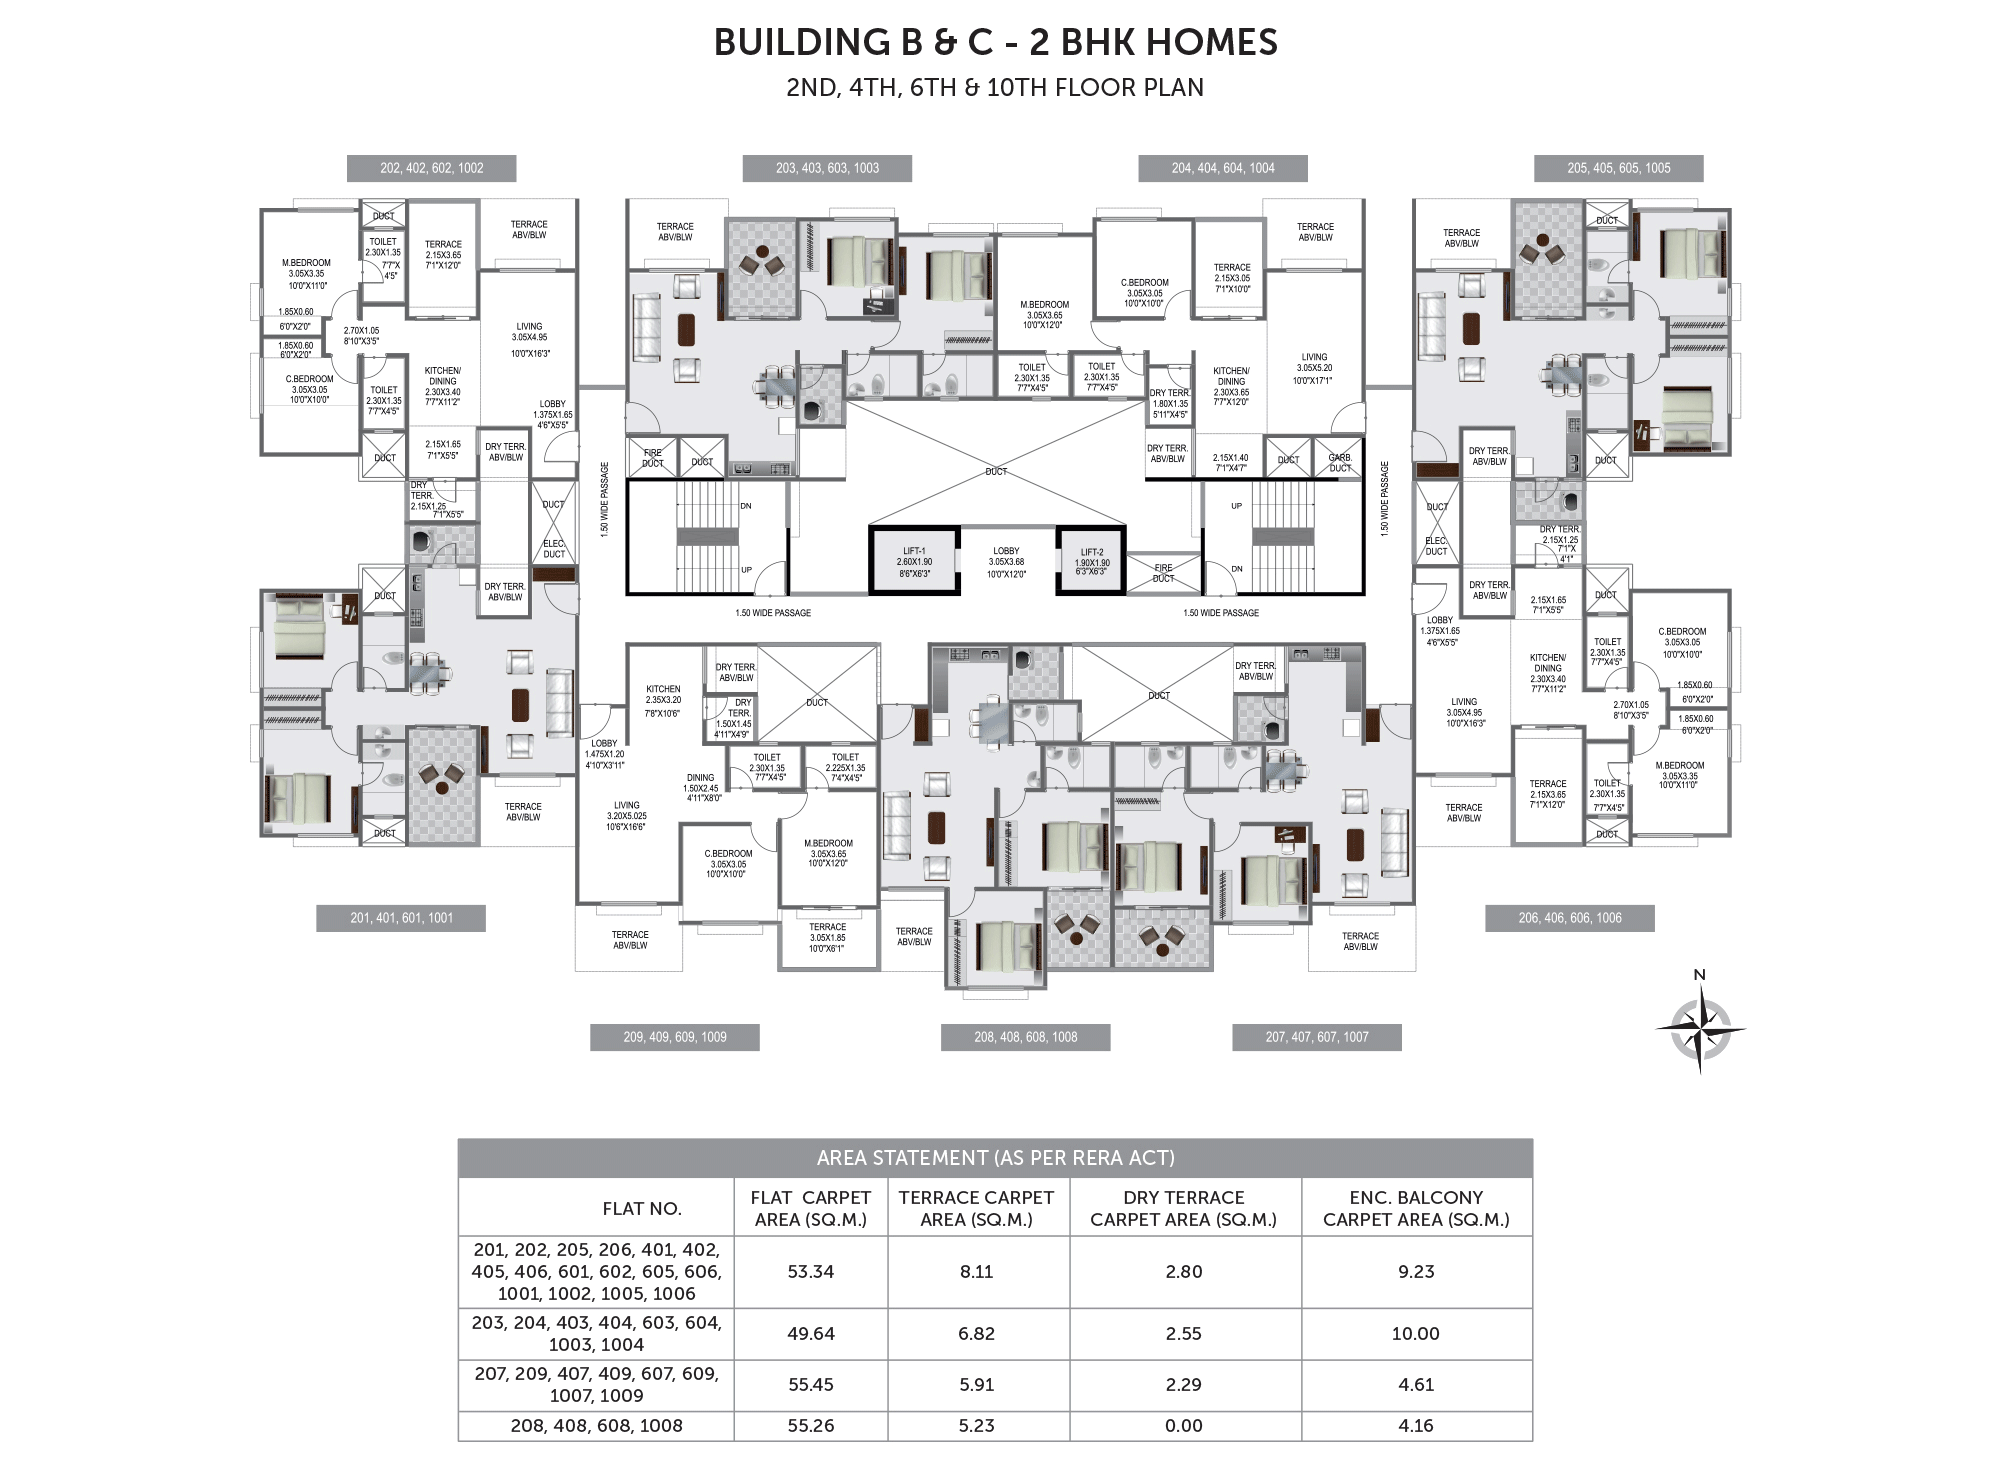 BUILDING B & C - 2 BHK HOMES
2ND, 4TH, 6TH & 10TH FLOOR PLAN
202, 402, 602, 1002
203, 403, 603, 1003
204, 404, 604, 1004
205, 405, 605, 1005
DUCT
TOILET
2.30X1.35
7'7"X
4'5"
TERRACE
2.15X3.65
7'1"X12'0"
TERRACE
ABV/BLW
M.BEDROOM
3.05X3.35
10'0"X11'0"
1.85X0.60
6'0"X2'0"
1.85X0.60
6'0"X2'0"
C.BEDROOM
3.05X3.05
10'0"X10'0"
2.70X1.05
8'10"X3'5"
TOILET
2.30X1.35
7'7"X4'5"
DUCT
KITCHEN/
DINING
2.30X3.40
7'7"X11'2"
2.15X1.65
7'1"X5'5"
LIVING
3.05X4.95
10'0"X16'3"
LOBBY
1.375X1.65
4'6"X5'5"
DRY TERR.
ABV/BLW
DRY
TERR.
2.15X1.25
7'1"X5'5"
DUCT
ELEC.
DUCT
1.50 WIDE PASSAGE
TERRACE
ABV/BLW
FIRE
DUCT
DUCT
DN
UP
M.BEDROOM
3.05X3.65
10'0"X12'0"
C.BEDROOM
3.05X3.05
10'0"X10'0"
TERRACE
2.15X3.05
7'1"X10'0"
TERRACE
ABV/BLW
TOILET
2.30X1.35
7'7"X4'5"
TOILET
2.30X1.35
7'7"X4'5"
DRY TERR.
1.80X1.35
5'11"X4'5"
KITCHEN/
DINING
2.30X3.65
7'7"X12'0"
LIVING
3.05X5.20
10'0"X17'1"
DRY TERR.
ABV/BLW
2.15X1.40
7'1"X4'7"
DUCT
GARB.
DUCT
DUCT
LIFT-1
2.60X1.90
8'6"X6'3"
LOBBY
3.05X3.68
10'0"X12'0"
LIFT-2
1.90X1.90
6'3"X6'3"
FIRE
DUCT
UP
DN
1.50 WIDE PASSAGE
1.50 WIDE PASSAGE
1.50 WIDE PASSAGE
TERRACE
ABV/BLW
DUCT
DRY TERR.
ABV/BLW
DUCT
DUCT
ELEC.
DUCT
DRY TERR.
2.15X1.25
7'1"X
4'1"
DUCT
DRY TERR.
ABV/BLW
DUCT
TERRACE
ABV/BLW
201, 401, 601, 1001
DRY TERR.
ABV/BLW
2.15X1.65
7'1"X5'5"
DUCT
LOBBY
1.375X1.65
4'6"X5'5"
TOILET
2.30X1.35
7'7"X4'5"
C.BEDROOM
3.05X3.05
10'0"X10'0"
KITCHEN/
DINING
2.30X3.40
7'7"X11'2"
1.85X0.60
6'0"X2'0"
LIVING
3.05X4.95
10'0"X16'3"
2.70X1.05
8'10"X3'5"
1.85X0.60
6'0"X2'0"
M.BEDROOM
3.05X3.35
10'0"X11'0"
TERRACE
2.15X3.65
7'1"X12'0"
TOILET
2.30X1.35
7'7"X4'5"
TERRACE
ABV/BLW
DUCT
206, 406, 606, 1006
KITCHEN
2.35X3.20
7'8"X10'6"
DRY TERR.
ABV/BLW
DRY
TERR.
1.50X1.45
4'11"X4'9"
DUCT
LOBBY
1.475X1.20
4'10"X3'11"
DINING
1.50X2.45
4'11"X8'0"
TOILET
2.30X1.35
7'7"X4'5"
TOILET
2.225X1.35
7'4"X4'5"
LIVING
3.20X5.025
10'6"X16'6"
C.BEDROOM
3.05X3.05
10'0"X10'0"
M.BEDROOM
3.05X3.65
10'0"X12'0"
TERRACE
ABV/BLW
TERRACE
3.05X1.85
10'0"X6'1"
TERRACE
ABV/BLW
DUCT
DRY TERR.
ABV/BLW
TERRACE
ABV/BLW
209, 409, 609, 1009
208, 408, 608, 1008
207, 407, 607, 1007
N
AREA STATEMENT (AS PER RERA ACT)
FLAT NO.
FLAT CARPET
AREA (SQ.M.)
TERRACE CARPET
AREA (SQ.M.)
DRY TERRACE
CARPET AREA (SQ.M.)
ENC. BALCONY
CARPET AREA (SQ.M.)
201, 202, 205, 206, 401, 402,
405, 406, 601, 602, 605, 606,
1001, 1002, 1005, 1006
53.34
8.11
2.80
9.23
203, 204, 403, 404, 603, 604,
1003, 1004
49.64
6.82
2.55
10.00
207, 209, 407, 409, 607, 609,
1007, 1009
55.45
5.91
2.29
4.61
208, 408, 608, 1008
55.26
5.23
0.00
4.16